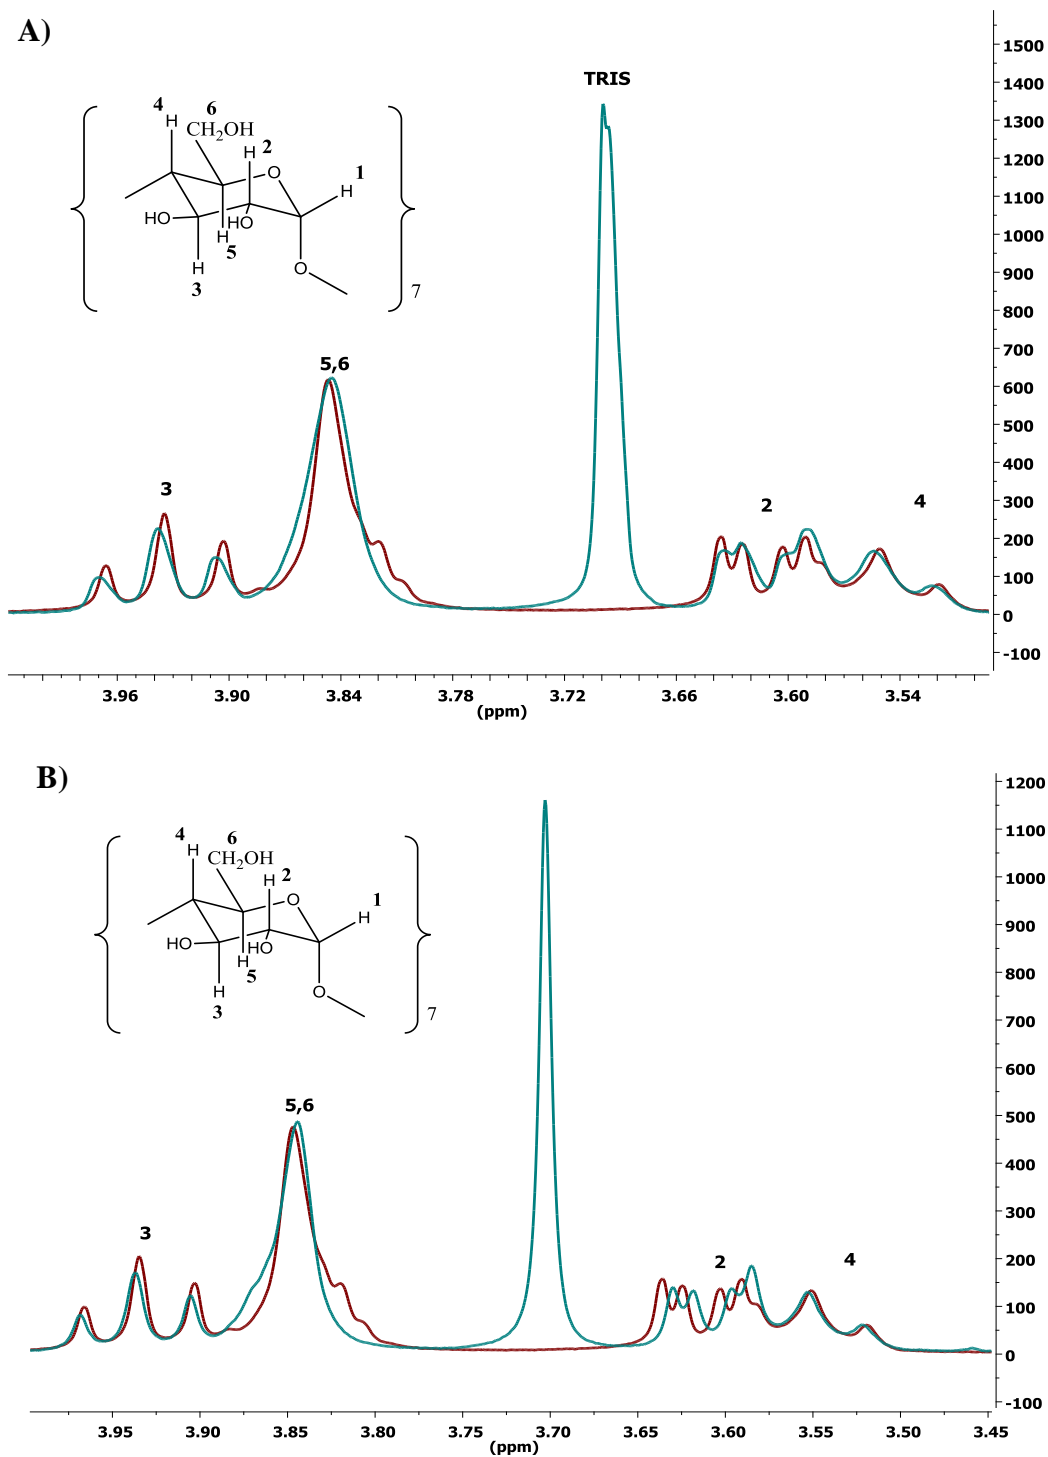 A)
4
6
H
CH2OH
2
H
O
1
H
HO
HO
H
5
H
3
O
7
TRIS
5,6
3
2
4
1500
1400
1300
1200
1100
1000
900
800
700
600
500
400
300
200
100
0
-100
3.96 3.90 3.84 3.78 3.72 3.66 3.60 3.54
(ppm)
B)
4
6
H
CH2OH
2
H
O
1
H
HO
HO
H
5
H
3
O
7
5,6
3
2
4
1200
1100
1000
900
800
700
600
500
400
300
200
100
0
-100
3.95 3.90 3.85 3.80 3.75 3.70 3.65 3.60 3.55 3.50 3.45
(ppm)